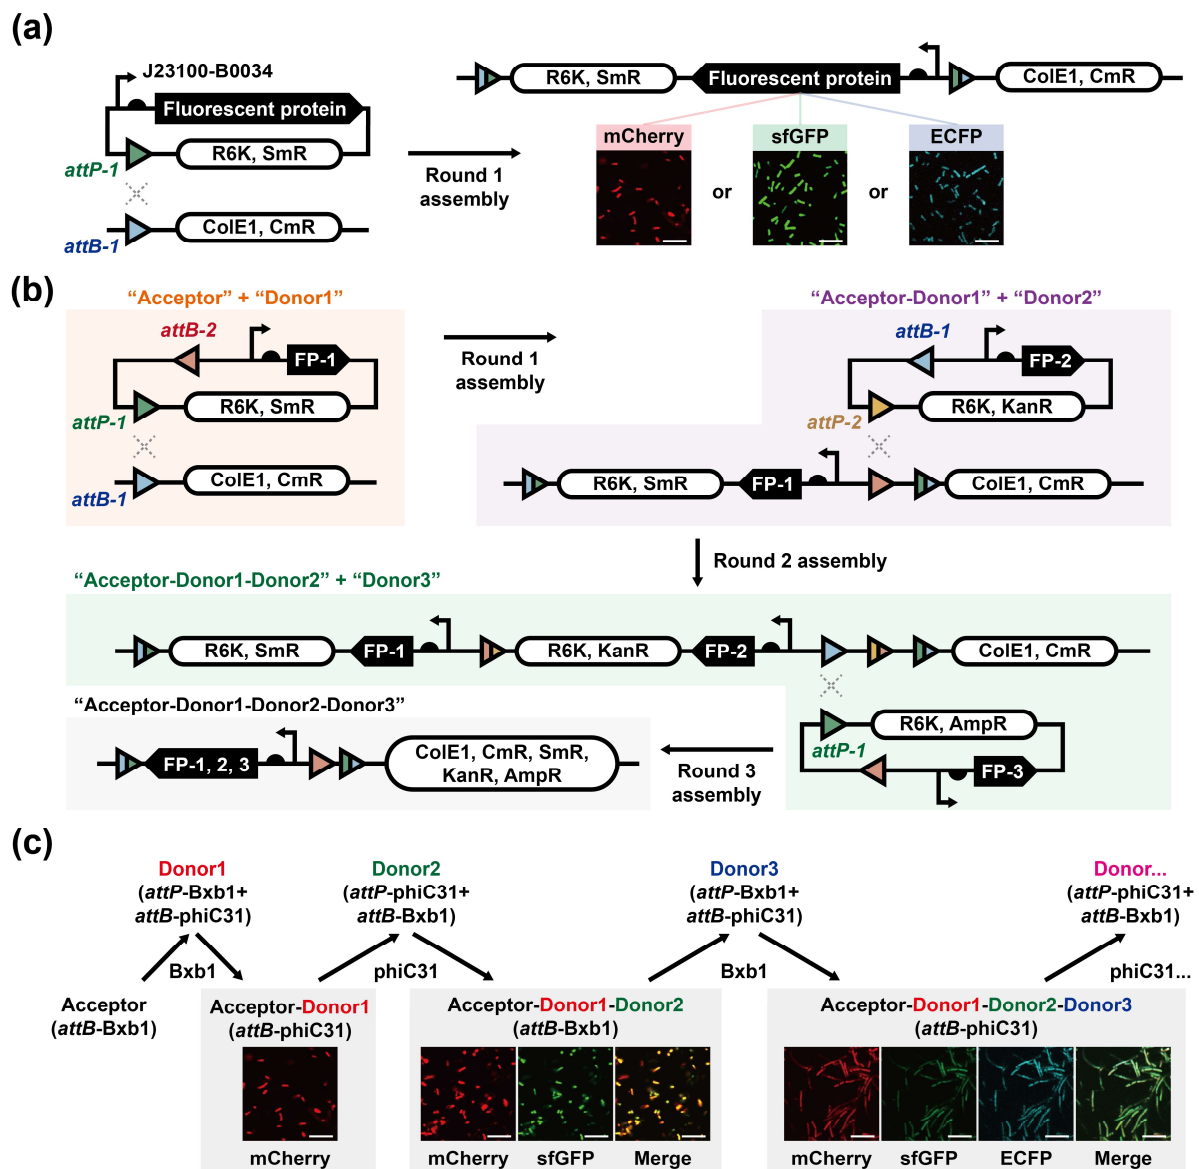 (a)
J23100-B0034
Fluorescent protein
attP-1
R6K, SmR
attB-1
ColE1, CmR
Round 1
assembly
R6K, SmR
Fluorescent protein
ColE1, CmR
mCherry
or
sfGFP
or
ECFP
(b)
“Acceptor” + “Donor1”
attB-2
FP-1
attP-1
R6K, SmR
attB-1
ColE1, CmR
Round 1
assembly
“Acceptor-Donor1” + “Donor2”
attB-1
FP-2
attP-2
R6K, KanR
R6K, SmR
FP-1
ColE1, CmR
Round 2 assembly
“Acceptor-Donor1-Donor2” + “Donor3”
R6K, SmR
FP-1
R6K, KanR
FP-2
ColE1, CmR
attP-1
R6K, AmpR
FP-3
Round 3
assembly
“Acceptor-Donor1-Donor2-Donor3”
FP-1, 2, 3
ColE1, CmR, SmR,
KanR, AmpR
(c)
Donor1
(attP-Bxb1+
attB-phiC31)
Donor2
(attP-phiC31+
attB-Bxb1)
Donor3
(attP-Bxb1+
attB-phiC31)
Donor...
(attP-phiC31+
attB-Bxb1)
Bxb1
phiC31
Bxb1
phiC31...
Acceptor
(attB-Bxb1)
Acceptor-Donor1
(attB-phiC31)
mCherry
Acceptor-Donor1-Donor2
(attB-Bxb1)
mCherry
sfGFP
Merge
Acceptor-Donor1-Donor2-Donor3
(attB-phiC31)
mCherry
sfGFP
ECFP
Merge